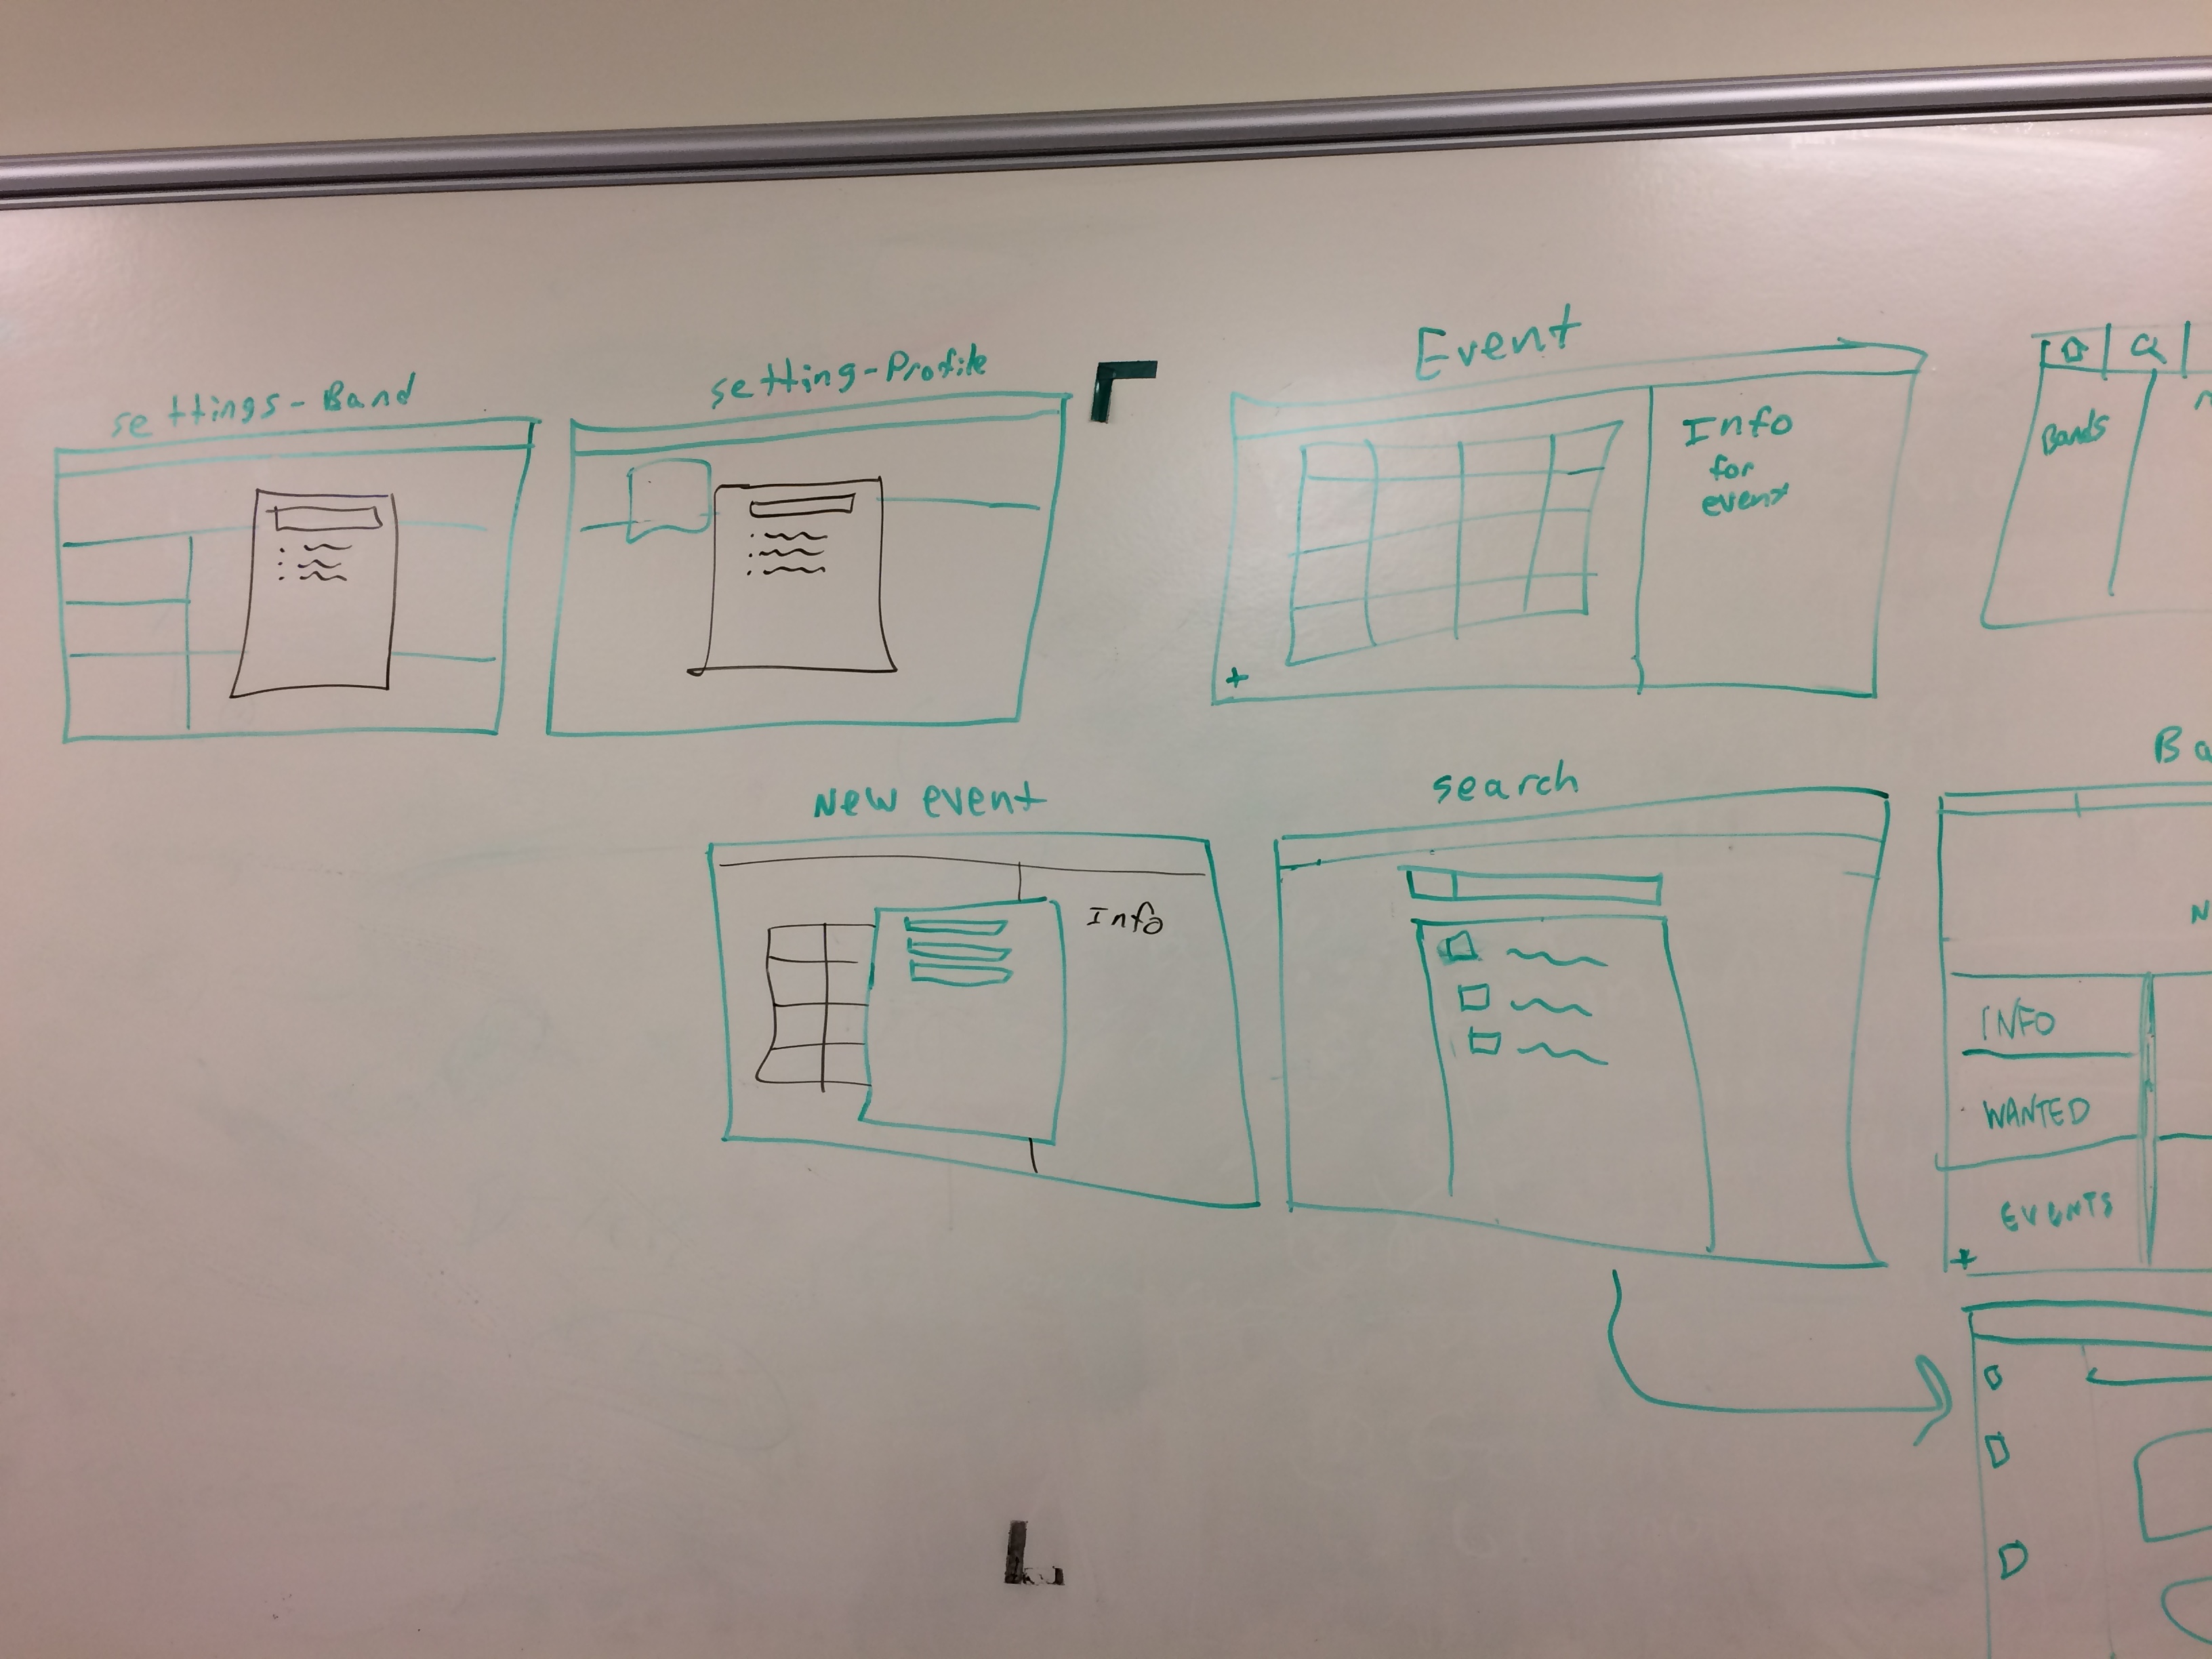 settings-Band
setting-Profile
Event
Info
for
event
+
Bands
New event
Info
search
Ba
N
INFO
WANTED
EVENTS
+